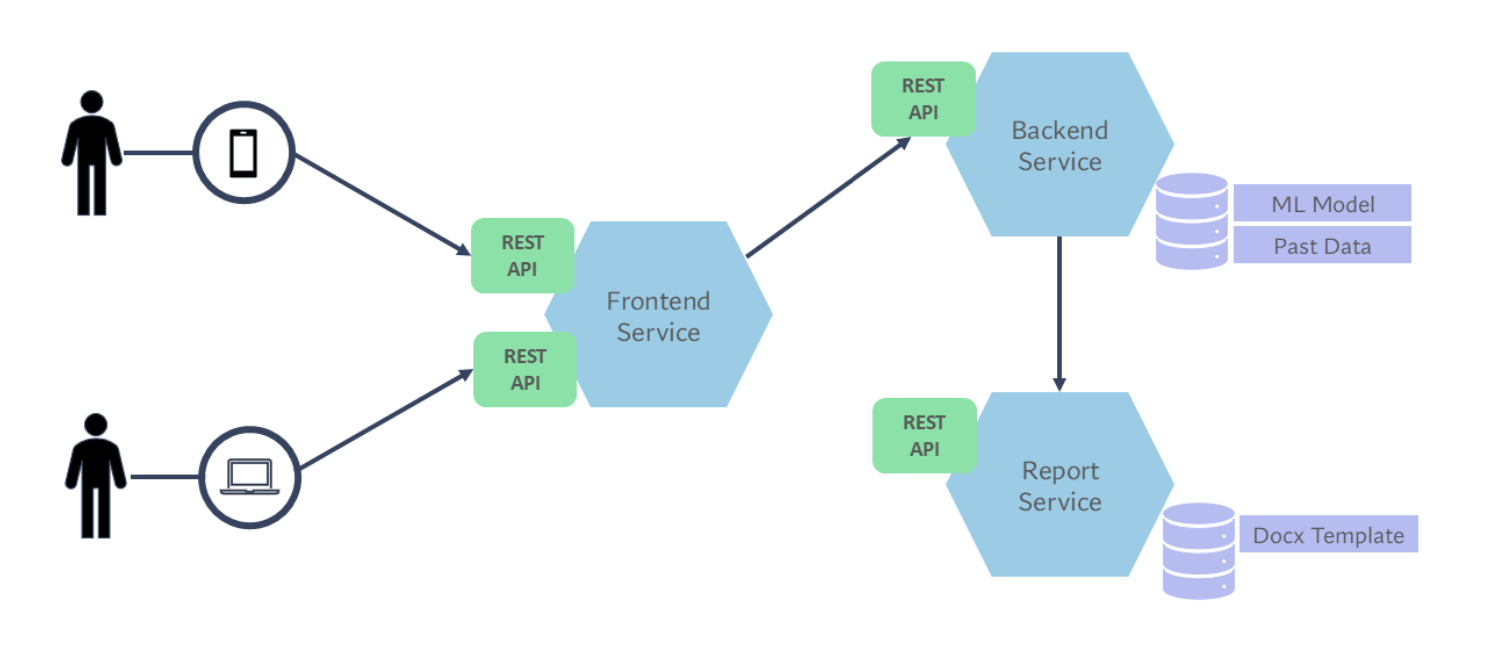 REST
API
Backend
Service
ML Model
Past Data
REST
API
Frontend
Service
REST
API
REST
API
Report
Service
Docx Template